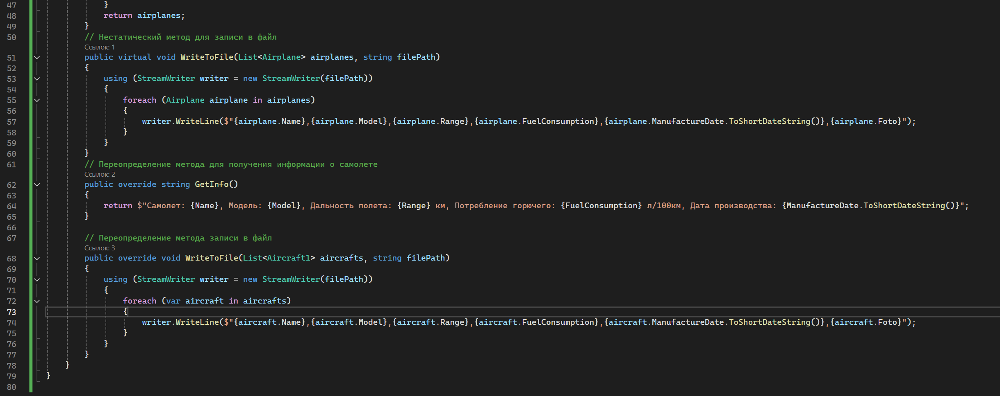 47 }
48 return airplanes;
49 }
50 // Нестатический метод для записи в файл
Ссылок: 1
51 public virtual void WriteToFile(List<Airplane> airplanes, string filePath)
52 {
53 using (StreamWriter writer = new StreamWriter(filePath))
54 {
55 foreach (Airplane airplane in airplanes)
56 {
57 writer.WriteLine($"{airplane.Name},{airplane.Model},{airplane.Range},{airplane.FuelConsumption},{airplane.ManufactureDate.ToShortDateString()},{airplane.Foto}");
58 }
59 }
60 }
61 // Переопределение метода для получения информации о самолете
Ссылок: 2
62 public override string GetInfo()
63 {
64 return $"Самолет: {Name}, Модель: {Model}, Дальность полета: {Range} км, Потребление горючего: {FuelConsumption} л/100км, Дата производства: {ManufactureDate.ToShortDateString()}";
65 }
66
67 // Переопределение метода записи в файл
Ссылок: 3
68 public override void WriteToFile(List<Aircraft1> aircrafts, string filePath)
69 {
70 using (StreamWriter writer = new StreamWriter(filePath))
71 {
72 foreach (var aircraft in aircrafts)
73 {
74 writer.WriteLine($"{aircraft.Name},{aircraft.Model},{aircraft.Range},{aircraft.FuelConsumption},{aircraft.ManufactureDate.ToShortDateString()},{aircraft.Foto}");
75 }
76 }
77 }
78 }
79 }
80